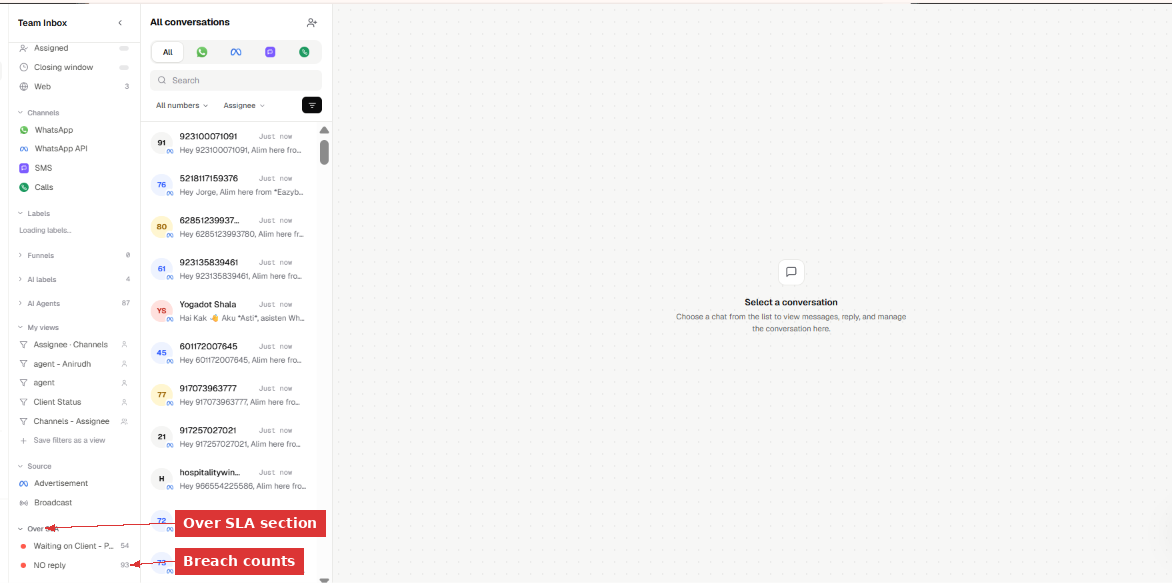 Team Inbox
Assigned
Closing window
Web 3
Channels
WhatsApp
WhatsApp API
SMS
Calls
Labels
Loading labels...
Funnels 0
AI labels 4
AI Agents 87
My views
Assignee · Channels
agent - Anirudh
agent
Client Status
Channels - Assignee
Save filters as a view
Source
Advertisement
Broadcast
Over SLA
Waiting on Client - P... 54
NO reply 93
All conversations
All
Search
All numbers Assignee
91 923100071091 Just now
Hey 923100071091, Alim here fro...
76 5218117159376 Just now
Hey Jorge, Alim here from *Eazyb...
80 62851239937... Just now
Hey 6285123993780, Alim here fr...
61 923135839461 Just now
Hey 923135839461, Alim here fro...
YS Yogadot Shala Just now
Hai Kak 👋 Aku *Asti*, asisten Wh...
45 601172007645 Just now
Hey 601172007645, Alim here fro...
77 917073963777 Just now
Hey 917073963777, Alim here fro...
21 917257027021 Just now
Hey 917257027021, Alim here fro...
H hospitalitywin... Just now
Hey 966554225586, Alim here fro...
72
Over SLA section
73
Breach counts
Select a conversation
Choose a chat from the list to view messages, reply, and manage
the conversation here.